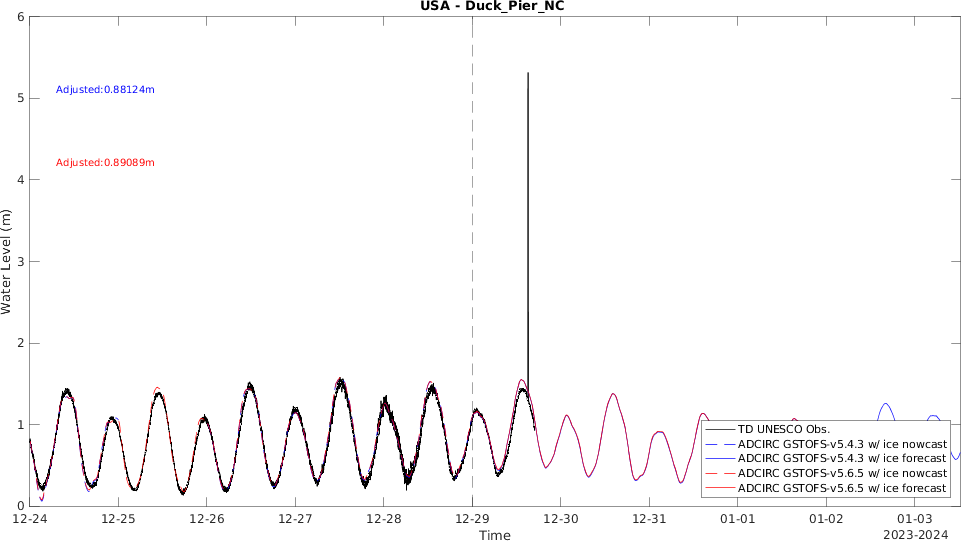 USA - Duck_Pier_NC
6
5
4
3
2
1
0
Water Level (m)
Adjusted:0.88124m
Adjusted:0.89089m
TD UNESCO Obs.
ADCIRC GSTOFS-v5.4.3 w/ ice nowcast
ADCIRC GSTOFS-v5.4.3 w/ ice forecast
ADCIRC GSTOFS-v5.6.5 w/ ice nowcast
ADCIRC GSTOFS-v5.6.5 w/ ice forecast
12-24 12-25 12-26 12-27 12-28 12-29 12-30 12-31 01-01 01-02 01-03
Time
2023-2024